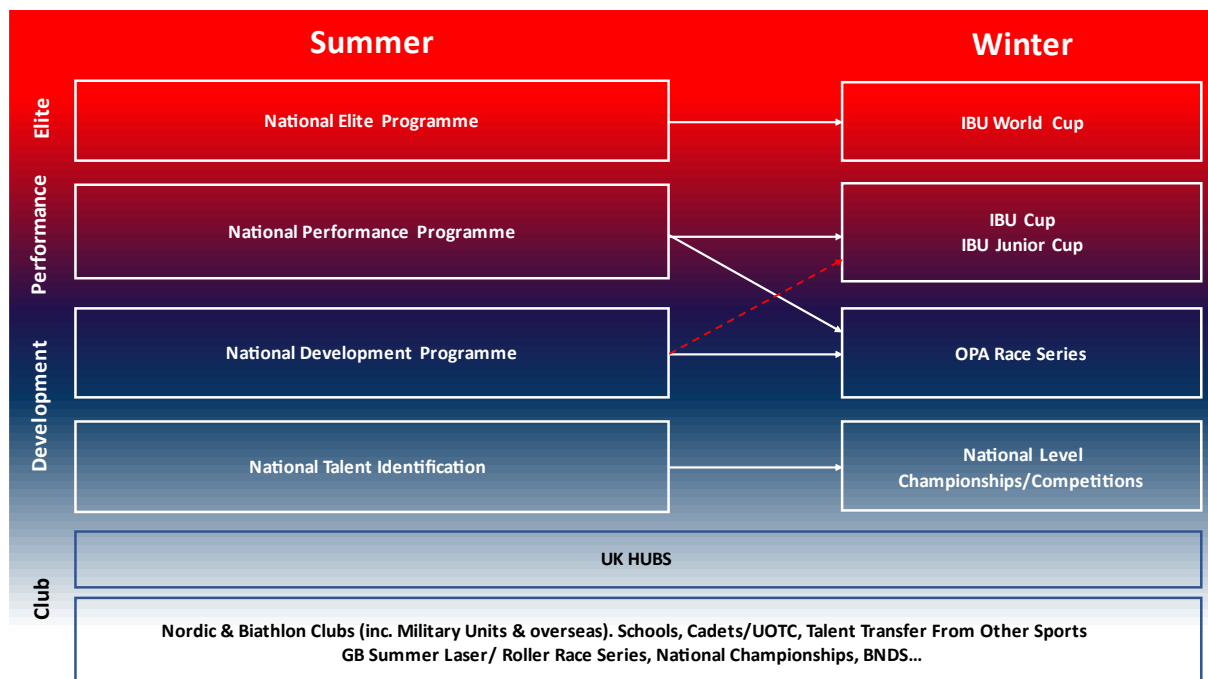 Summer
Winter
Elite
National Elite Programme
IBU World Cup
Performance
National Performance Programme
IBU Cup
IBU Junior Cup
Development
National Development Programme
OPA Race Series
National Talent Identification
National Level
Championships/Competitions
Club
UK HUBS
Nordic & Biathlon Clubs (inc. Military Units & overseas). Schools, Cadets/UOTC, Talent Transfer From Other Sports
GB Summer Laser/ Roller Race Series, National Championships, BNDS...